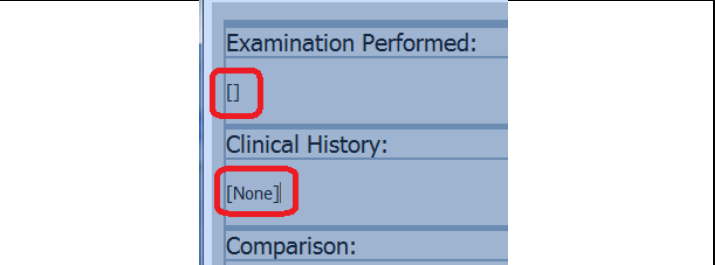 Examination Performed:
[]
Clinical History:
[None]
Comparison: